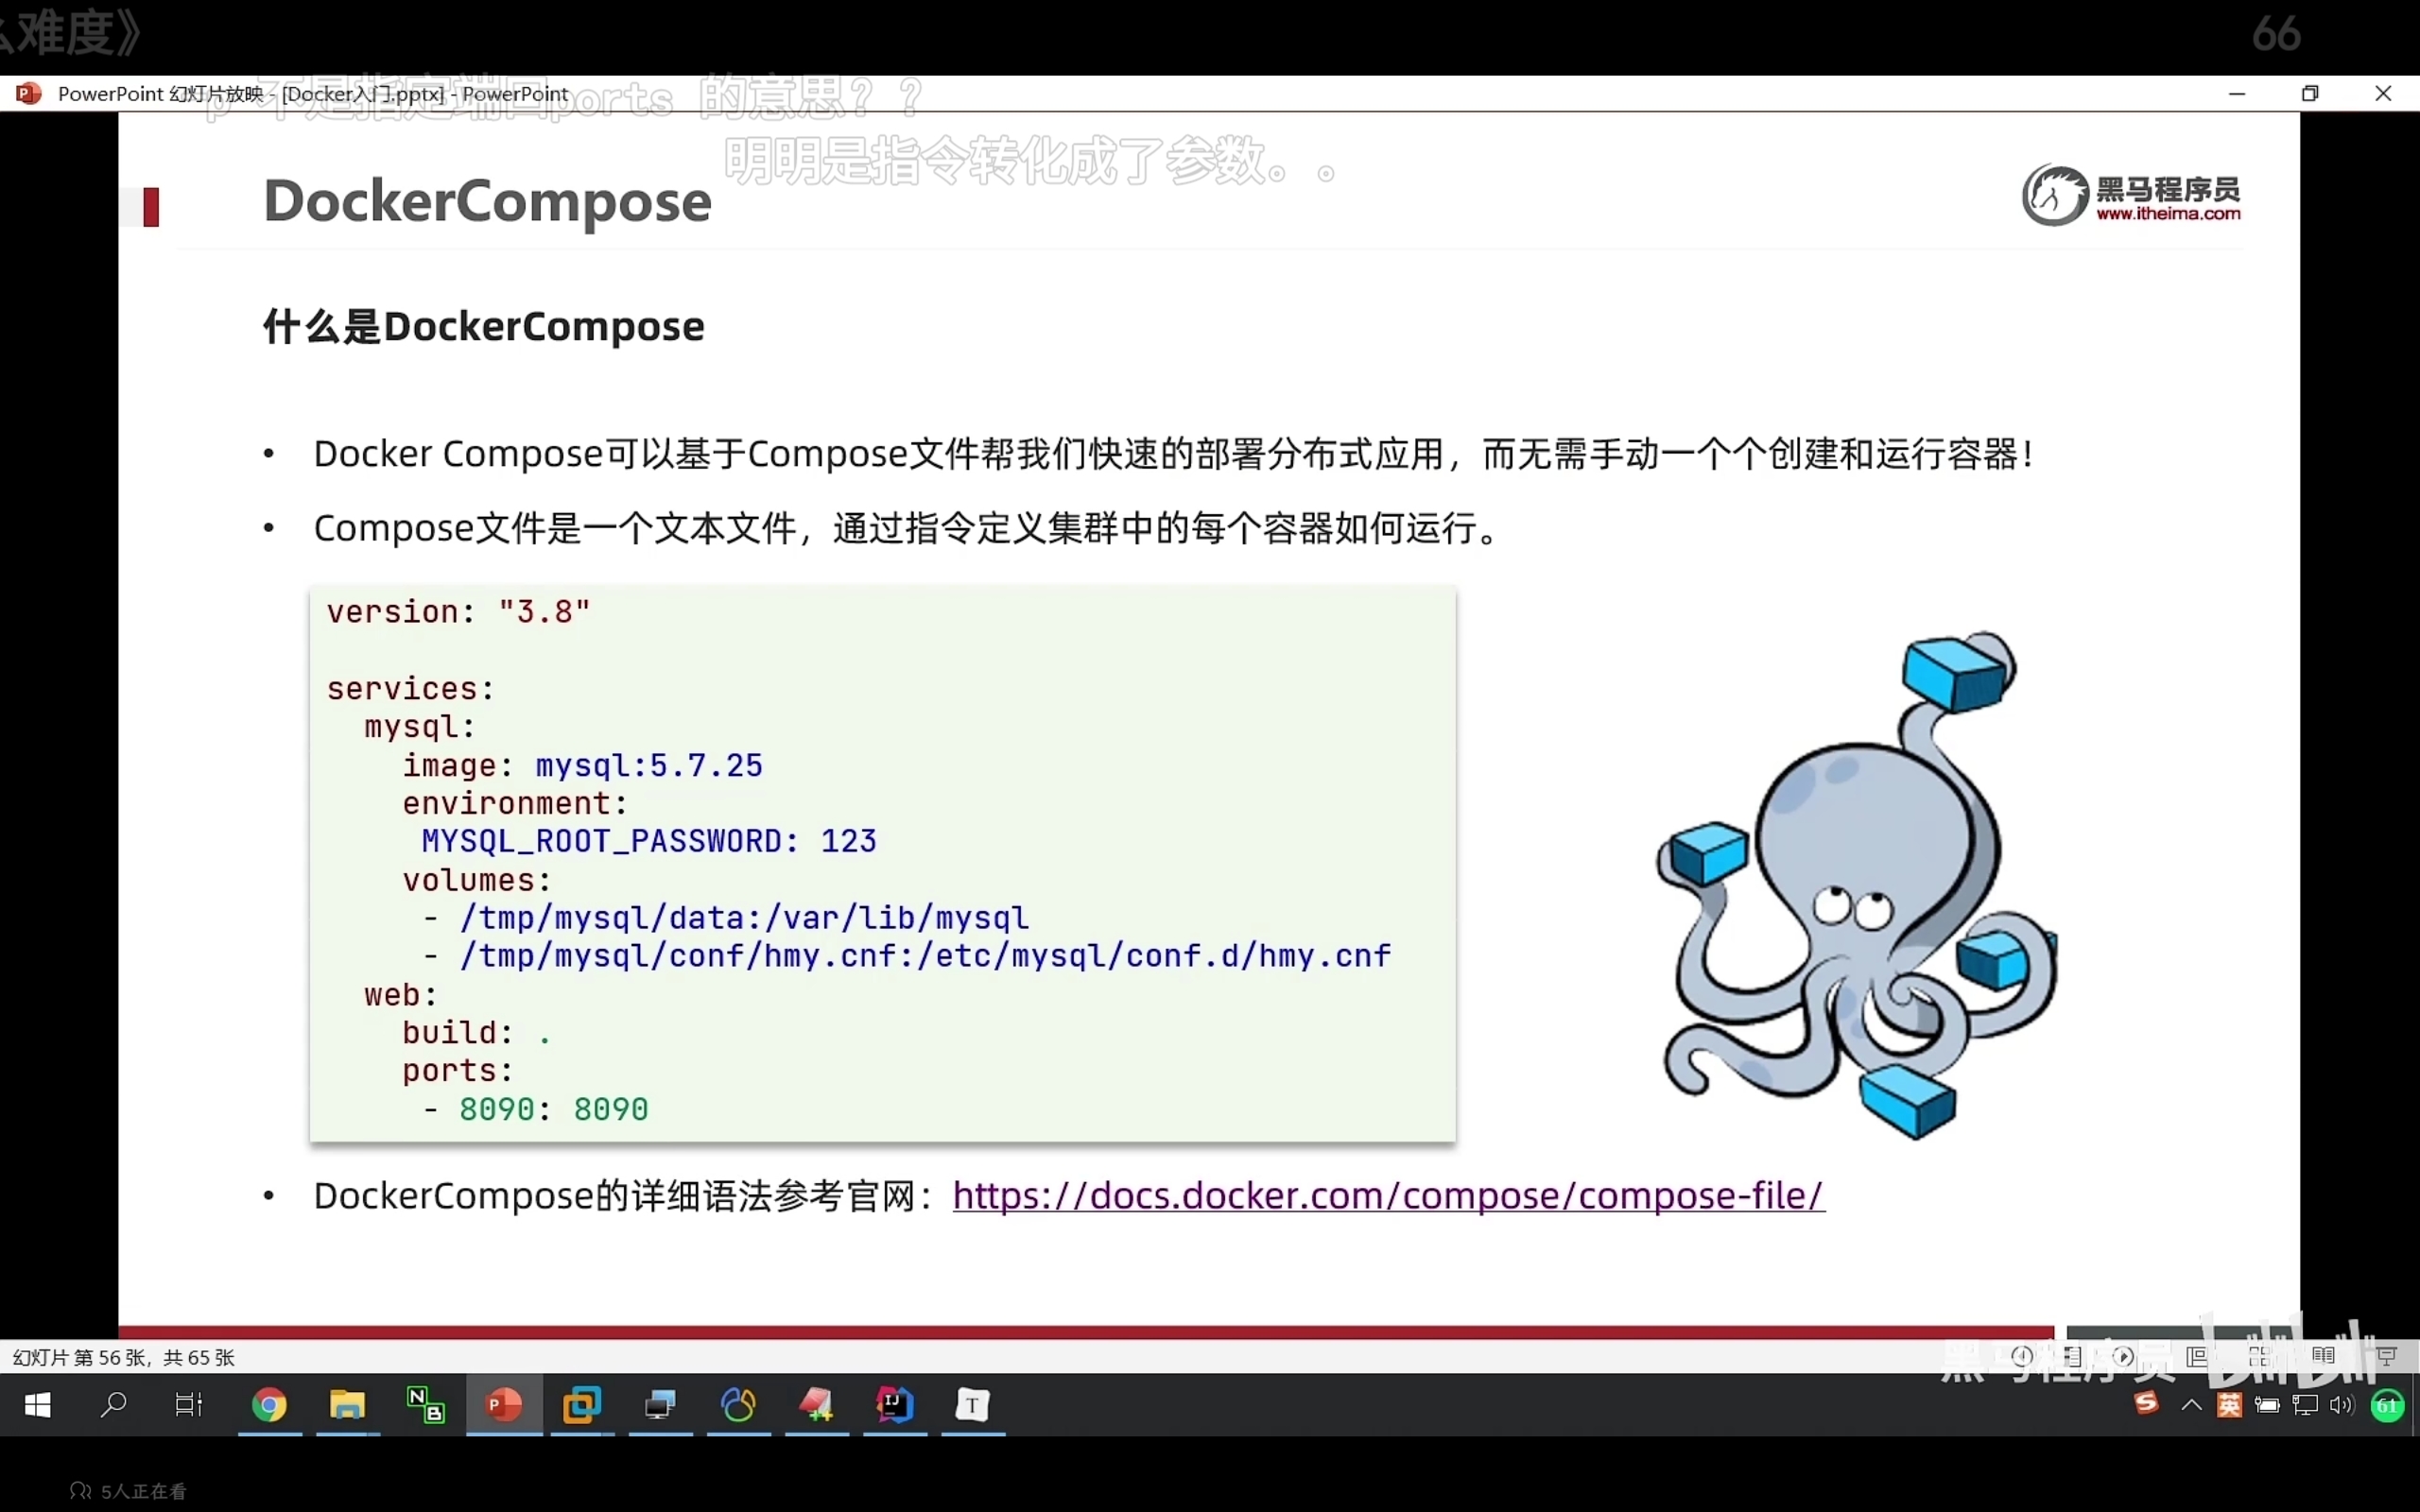 么难度》
66
PowerPoint 幻灯片放映 - [Docker入门.pptx] - PowerPoint
p 不是指定端口ports 的意思？？
明明是指令转化成了参数。。
DockerCompose
黑马程序员
www.itheima.com
什么是DockerCompose
• Docker Compose可以基于Compose文件帮我们快速的部署分布式应用，而无需手动一个个创建和运行容器！
• Compose文件是一个文本文件，通过指令定义集群中的每个容器如何运行。
version: "3.8"
services:
  mysql:
    image: mysql:5.7.25
    environment:
     MYSQL_ROOT_PASSWORD: 123
    volumes:
     - /tmp/mysql/data:/var/lib/mysql
     - /tmp/mysql/conf/hmy.cnf:/etc/mysql/conf.d/hmy.cnf
  web:
    build: .
    ports:
     - 8090: 8090
• DockerCompose的详细语法参考官网：https://docs.docker.com/compose/compose-file/
幻灯片 第 56 张，共 65 张
黑马程序员 bilibili
英
61
5人正在看